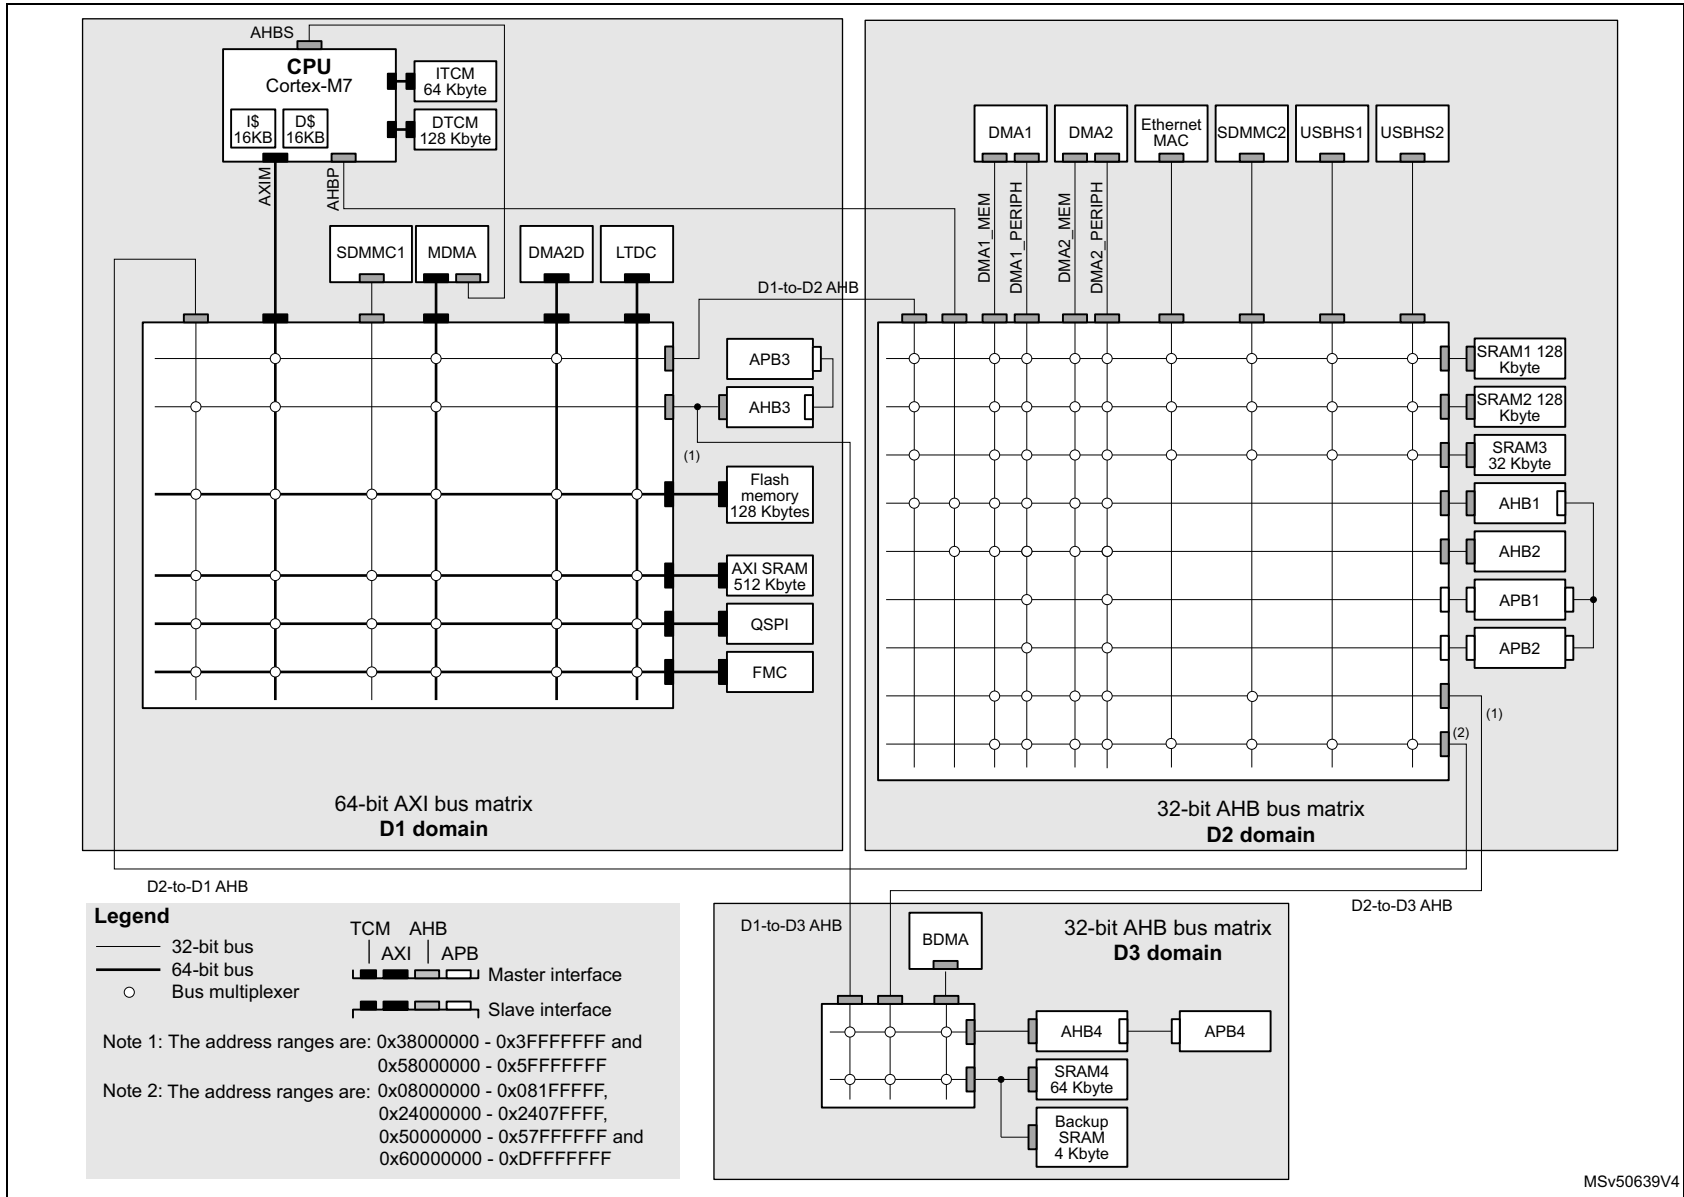 AHBS
CPU
Cortex-M7
I$
16KB
D$
16KB
ITCM
64 Kbyte
DTCM
128 Kbyte
AXIM
AHBP
SDMMC1
MDMA
DMA2D
LTDC
D1-to-D2 AHB
APB3
AHB3
(1)
Flash
memory
128 Kbytes
AXI SRAM
512 Kbyte
QSPI
FMC
64-bit AXI bus matrix
D1 domain
DMA1
DMA2
Ethernet
MAC
SDMMC2
USBHS1
USBHS2
DMA1_MEM
DMA1_PERIPH
DMA2_MEM
DMA2_PERIPH
SRAM1 128
Kbyte
SRAM2 128
Kbyte
SRAM3
32 Kbyte
AHB1
AHB2
APB1
APB2
(1)
(2)
32-bit AHB bus matrix
D2 domain
D2-to-D1 AHB
D2-to-D3 AHB
Legend
32-bit bus
64-bit bus
Bus multiplexer
TCM
AHB
AXI
APB
Master interface
Slave interface
Note 1: The address ranges are: 0x38000000 - 0x3FFFFFFF and
0x58000000 - 0x5FFFFFFF
Note 2: The address ranges are: 0x08000000 - 0x081FFFFF,
0x24000000 - 0x2407FFFF,
0x50000000 - 0x57FFFFFF and
0x60000000 - 0xDFFFFFFF
D1-to-D3 AHB
BDMA
32-bit AHB bus matrix
D3 domain
AHB4
APB4
SRAM4
64 Kbyte
Backup
SRAM
4 Kbyte
MSv50639V4